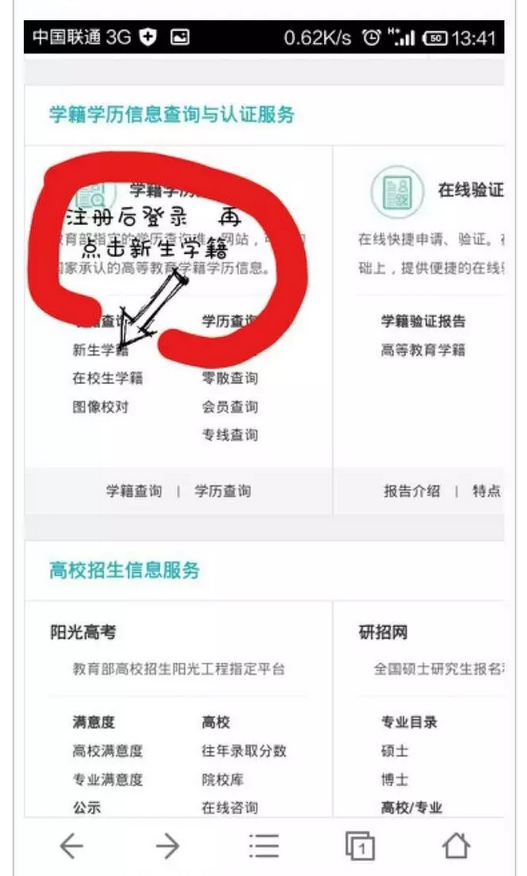 中国联通 3G 0.62K/s H+ 50 13:41
学籍学历信息查询与认证服务
学籍学
在线验证
注册后登录 再
点击新生学籍
教育部指定的学历查询唯一网站，
国家承认的高等教育学籍学历信息。
在线快捷申请、验证。
础上，提供便捷的在线
学历查询
学籍验证报告
新生学籍
高等教育学籍
在校生学籍 零散查询
图像校对 会员查询
专线查询
学籍查询 | 学历查询
报告介绍 | 特点
高校招生信息服务
阳光高考
研招网
教育部高校招生阳光工程指定平台
全国硕士研究生报名
满意度 高校
专业目录
高校满意度 往年录取分数
硕士
专业满意度 院校库
博士
公示 在线咨询
高校/专业
1